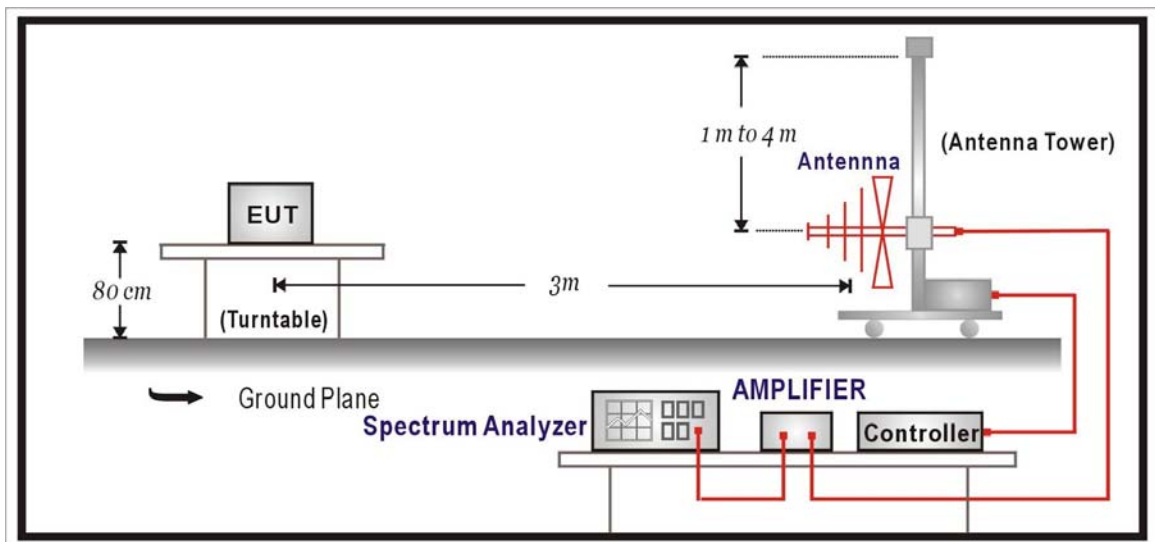 1 m to 4 m
(Antenna Tower)
Antennna
EUT
80 cm
3m
(Turntable)
Ground Plane
AMPLIFIER
Spectrum Analyzer
Controller